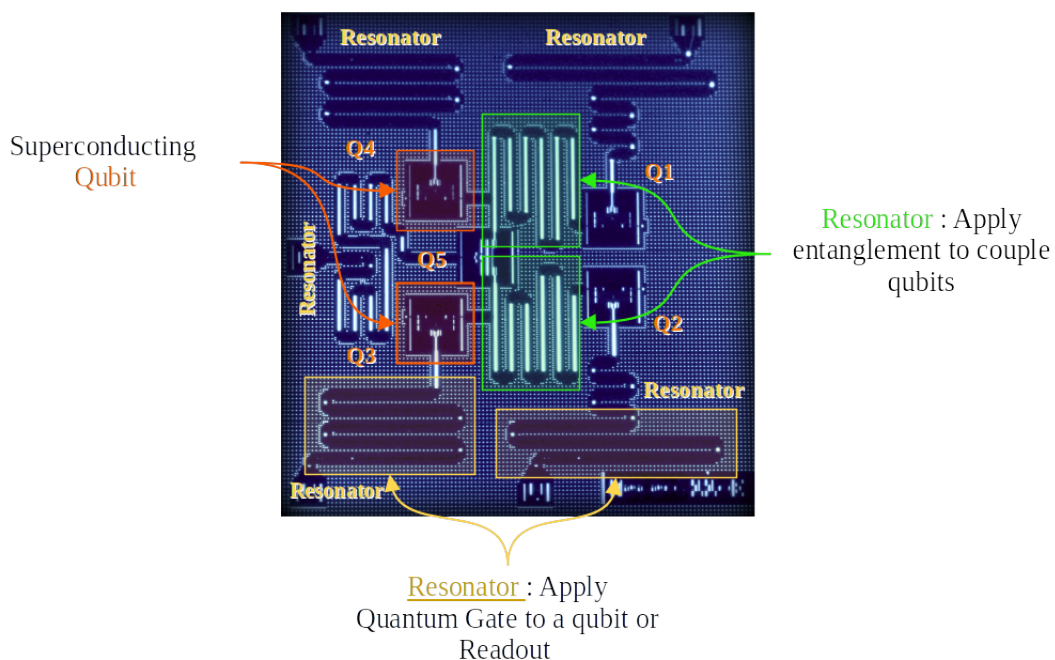 Resonator
Resonator
Superconducting
Qubit
Q4
Q1
Resonator : Apply
entanglement to couple
qubits
Resonator
Q5
Q3
Q2
Resonator
Resonator
Resonator : Apply
Quantum Gate to a qubit or
Readout